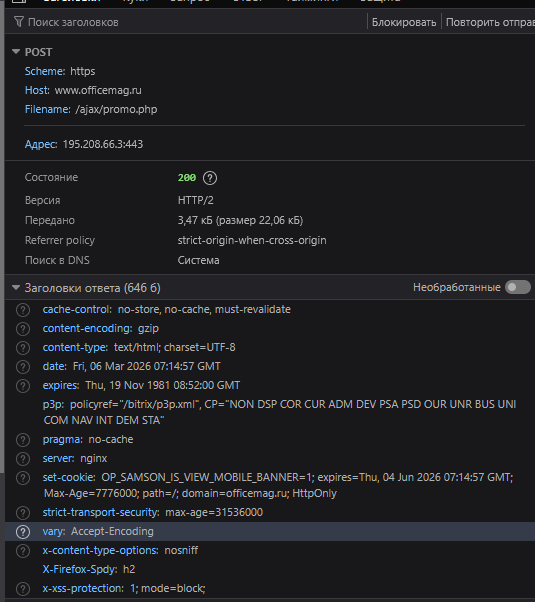 Поиск заголовков
Блокировать
POST
Scheme: https
Host: www.officemag.ru
Filename: /ajax/promo.php
Адрес: 195.208.66.3:443
Состояние 200
Версия HTTP/2
Передано 3,47 кБ (размер 22,06 кБ)
Referrer policy strict-origin-when-cross-origin
Поиск в DNS Система
Заголовки ответа (646 б) Необработанные
cache-control: no-store, no-cache, must-revalidate
content-encoding: gzip
content-type: text/html; charset=UTF-8
date: Fri, 06 Mar 2026 07:14:57 GMT
expires: Thu, 19 Nov 1981 08:52:00 GMT
p3p: policyref="/bitrix/p3p.xml", CP="NON DSP COR CUR ADM DEV PSA PSD OUR UNR BUS UNI
COM NAV INT DEM STA"
pragma: no-cache
server: nginx
set-cookie: OP_SAMSON_IS_VIEW_MOBILE_BANNER=1; expires=Thu, 04 Jun 2026 07:14:57 GMT;
Max-Age=7776000; path=/; domain=officemag.ru; HttpOnly
strict-transport-security: max-age=31536000
vary: Accept-Encoding
x-content-type-options: nosniff
X-Firefox-Spdy: h2
x-xss-protection: 1; mode=block;